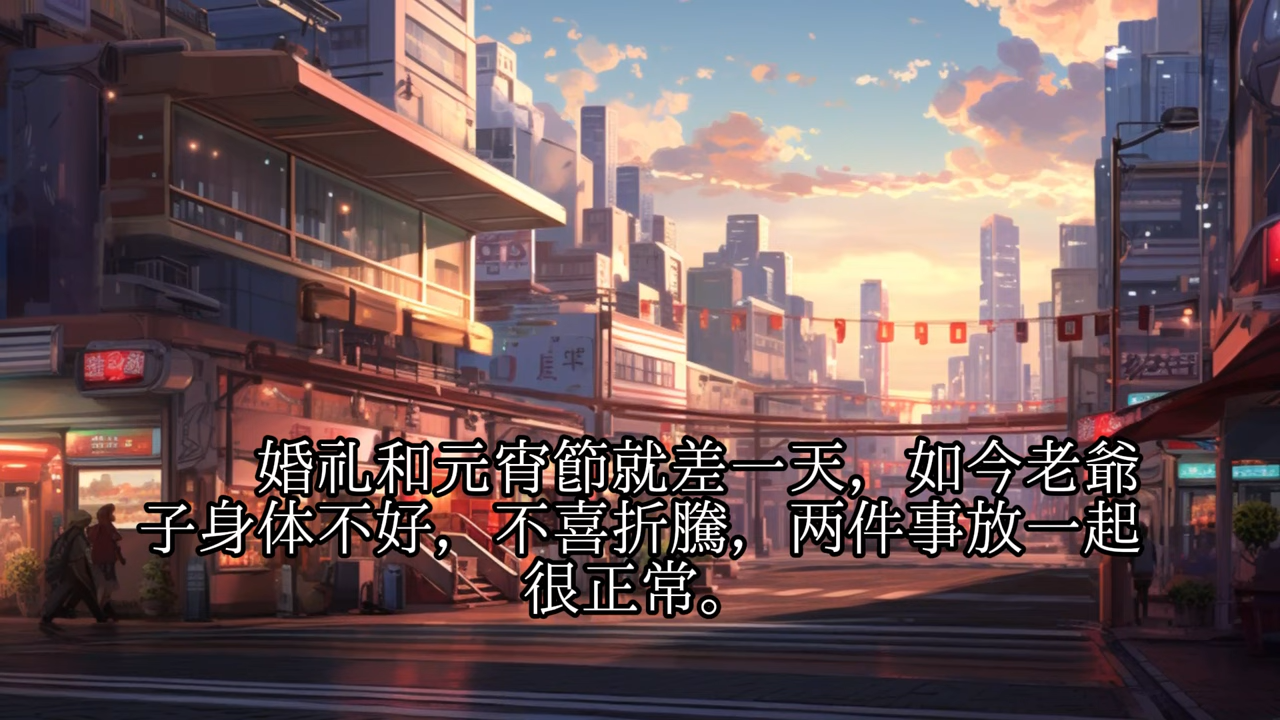 婚礼和元宵節就差一天，如今老爺
子身体不好，不喜折騰，两件事放一起
很正常。